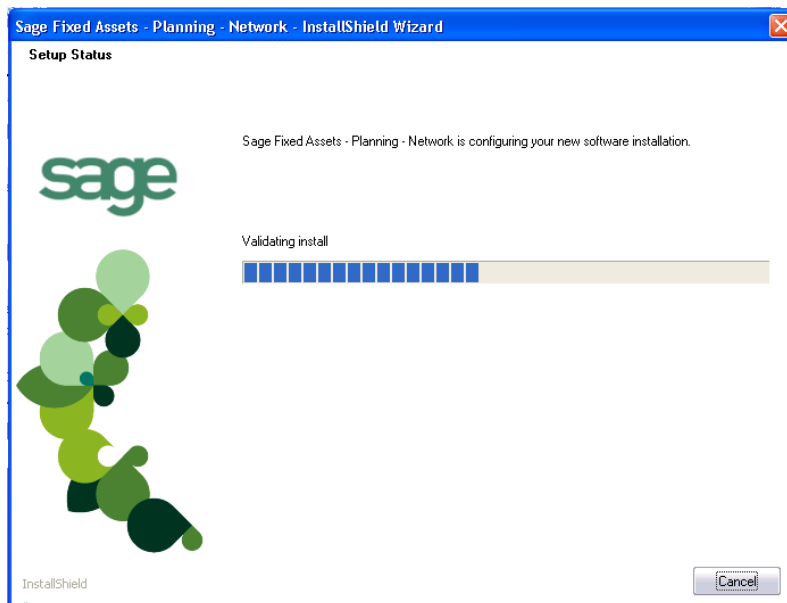 Sage Fixed Assets - Planning - Network - InstallShield Wizard
Setup Status
Sage Fixed Assets - Planning - Network is configuring your new software installation.
sage
Validating install
InstallShield
Cancel